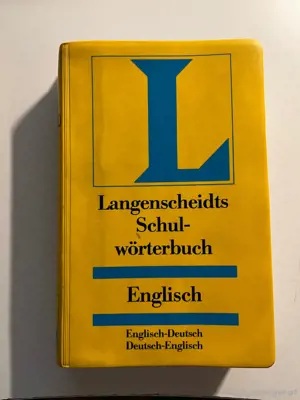 L
Langenscheidts
Schul-
wörterbuch
Englisch
Englisch-Deutsch
Deutsch-Englisch